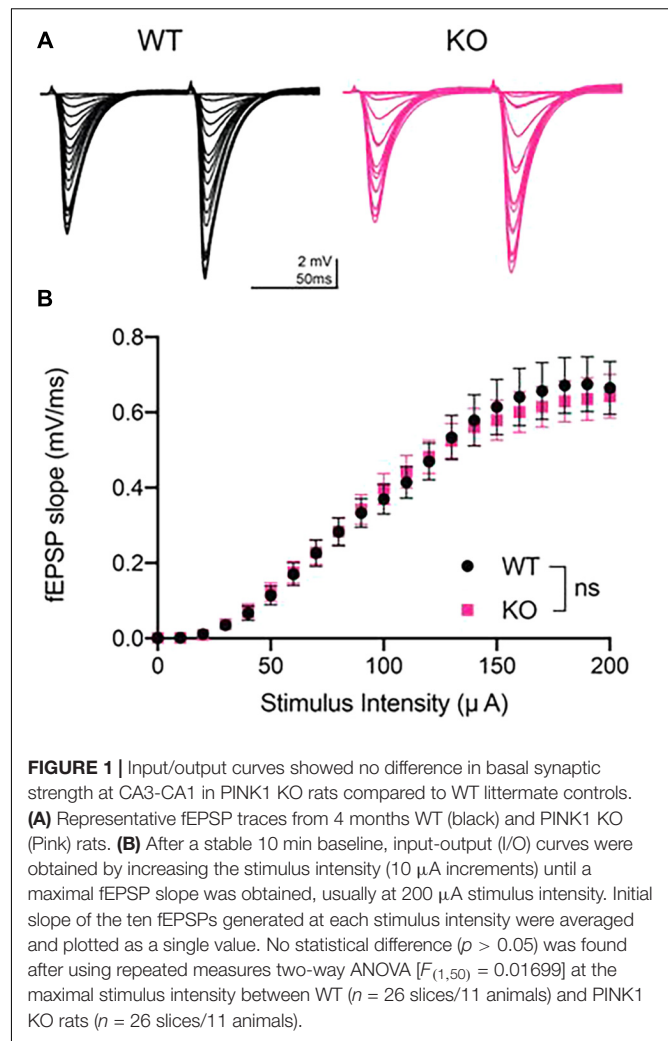 A
WT
KO
2 mV
50ms
B
0.8
0.6
0.4
0.2
0.0
fEPSP slope (mV/ms)
WT
KO
ns
0
50
100
150
200
Stimulus Intensity (μ A)
FIGURE 1 | Input/output curves showed no difference in basal synaptic
strength at CA3-CA1 in PINK1 KO rats compared to WT littermate controls.
(A) Representative fEPSP traces from 4 months WT (black) and PINK1 KO
(Pink) rats. (B) After a stable 10 min baseline, input-output (I/O) curves were
obtained by increasing the stimulus intensity (10 μA increments) until a
maximal fEPSP slope was obtained, usually at 200 μA stimulus intensity. Initial
slope of the ten fEPSPs generated at each stimulus intensity were averaged
and plotted as a single value. No statistical difference (p > 0.05) was found
after using repeated measures two-way ANOVA [F(1,50) = 0.01699] at the
maximal stimulus intensity between WT (n = 26 slices/11 animals) and PINK1
KO rats (n = 26 slices/11 animals).